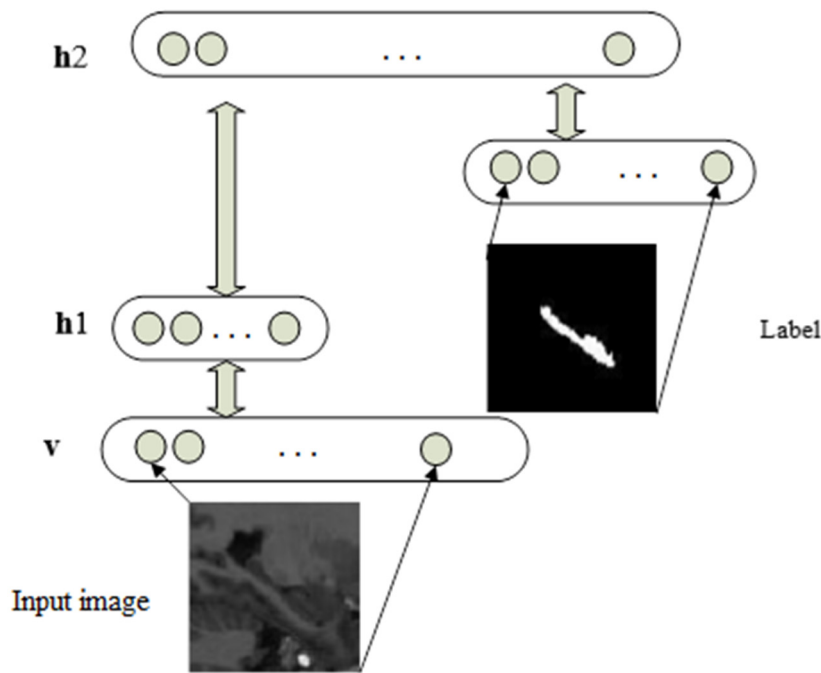 h2
. . .
. . .
h1
. . .
Label
v
. . .
Input image